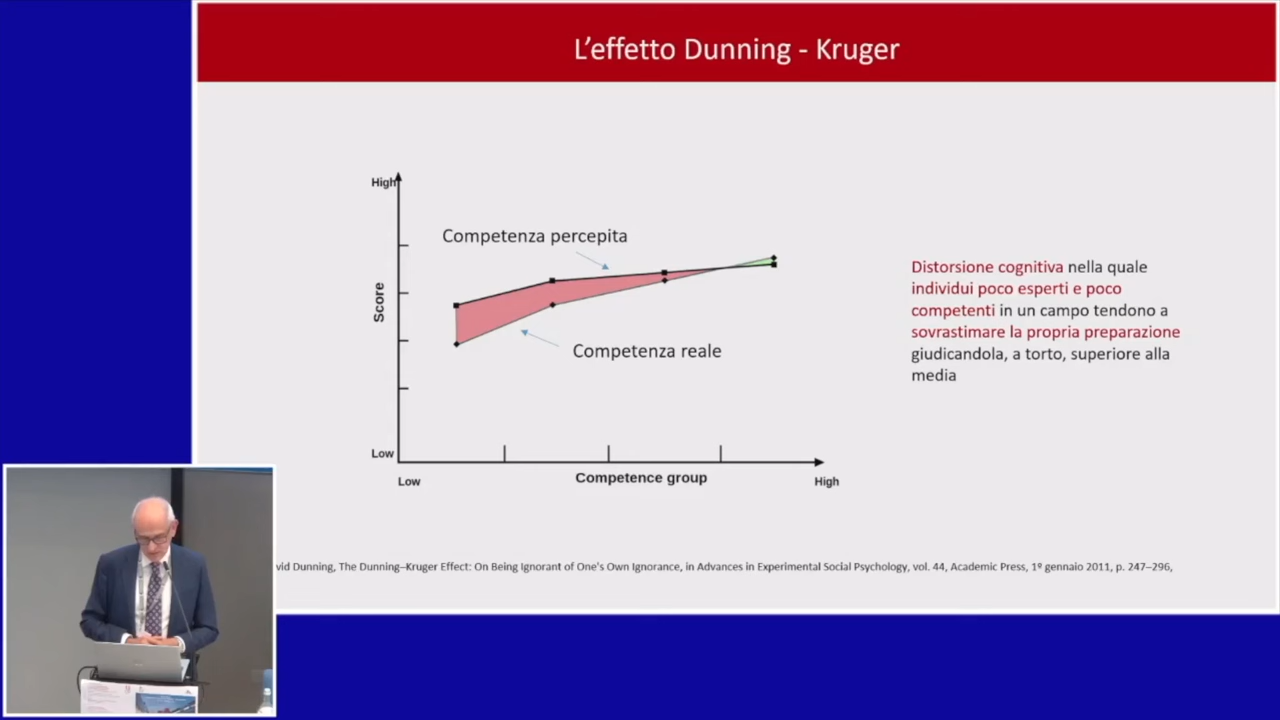 L'effetto Dunning - Kruger
High
Competenza percepita
Score
Competenza reale
Low
Low
Competence group
High
Distorsione cognitiva nella quale
individui poco esperti e poco
competenti in un campo tendono a
sovrastimare la propria preparazione
giudicandola, a torto, superiore alla
media
vid Dunning, The Dunning–Kruger Effect: On Being Ignorant of One's Own Ignorance, in Advances in Experimental Social Psychology, vol. 44, Academic Press, 1º gennaio 2011, p. 247–296,